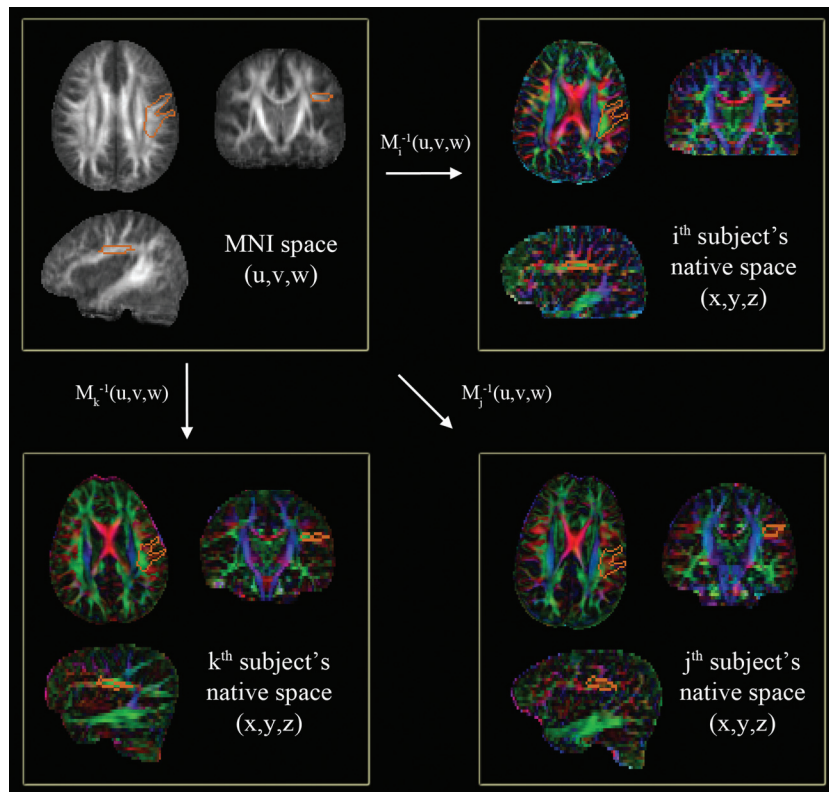 MNI space
(u,v,w)
M_i^-1(u,v,w)
i^th subject's
native space
(x,y,z)
M_k^-1(u,v,w)
M_j^-1(u,v,w)
k^th subject's
native space
(x,y,z)
j^th subject's
native space
(x,y,z)